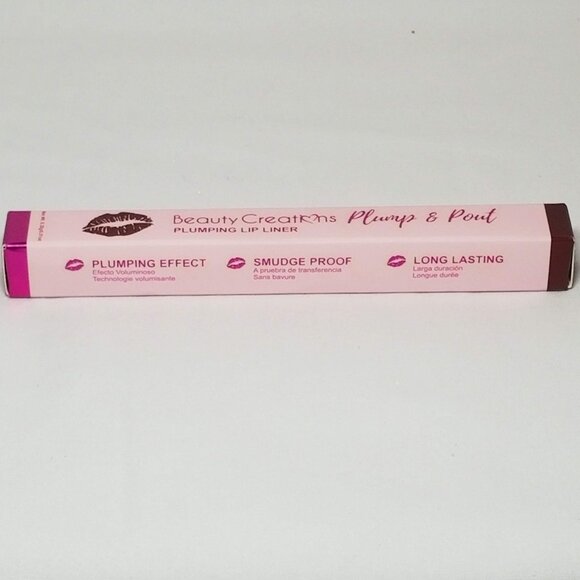 Beauty Creations Plump & Pout
PLUMPING LIP LINER
PLUMPING EFFECT
Efecto Voluminoso
Technologie volumisante
SMUDGE PROOF
A pruebra de transferencia
Sans bavure
LONG LASTING
Larga duración
Longue durée